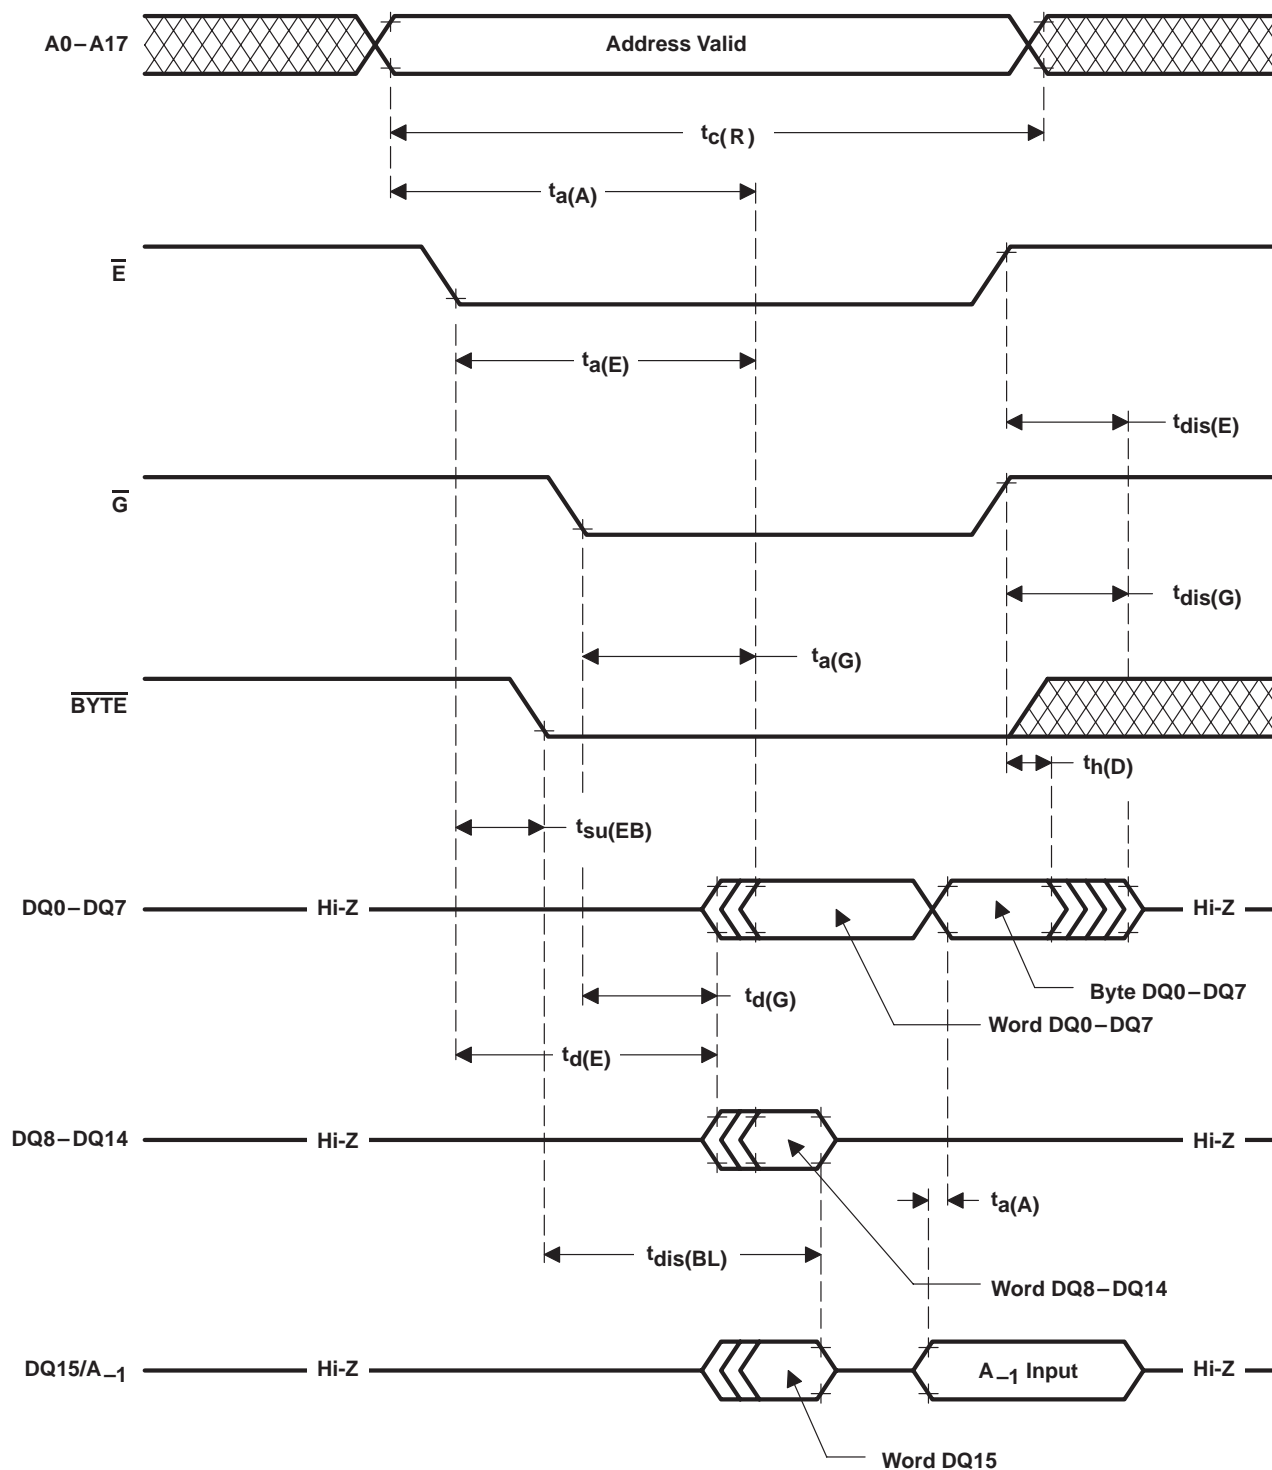 A0–A17
Address Valid
tc(R)
ta(A)
E
ta(E)
tdis(E)
G
tdis(G)
ta(G)
BYTE
th(D)
tsu(EB)
DQ0–DQ7
Hi-Z
Hi-Z
Byte DQ0–DQ7
td(G)
Word DQ0–DQ7
td(E)
DQ8–DQ14
Hi-Z
Hi-Z
ta(A)
tdis(BL)
Word DQ8–DQ14
DQ15/A–1
Hi-Z
A–1 Input
Hi-Z
Word DQ15